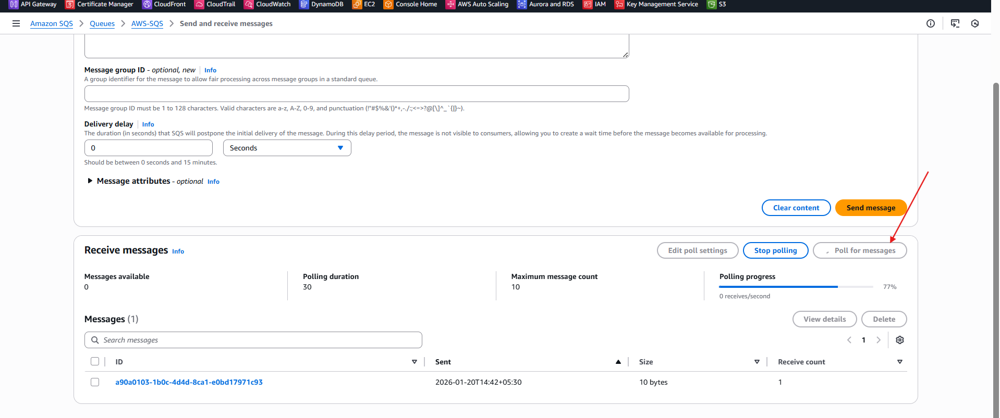 API Gateway Certificate Manager CloudFront CloudTrail CloudWatch DynamoDB EC2 Console Home AWS Auto Scaling Aurora and RDS IAM Key Management Service S3
Amazon SQS > Queues > AWS-SQS > Send and receive messages
Message group ID - optional, new Info
A group identifier for the message to allow fair processing across message groups in a standard queue.
Message group ID must be 1 to 128 characters. Valid characters are a-z, A-Z, 0-9, and punctuation (!"#$%&'()*+,-./:;<=>?@[\]^_`{|}~).
Delivery delay Info
The duration (in seconds) that SQS will postpone the initial delivery of the message. During this delay period, the message is not visible to consumers, allowing you to create a wait time before the message becomes available for processing.
0 Seconds
Should be between 0 seconds and 15 minutes.
Message attributes - optional Info
Clear content Send message
Receive messages Info Edit poll settings Stop polling Poll for messages
Messages available Polling duration Maximum message count Polling progress
0 30 10 77%
0 receives/second
Messages (1) View details Delete
Search messages 1
ID Sent Size Receive count
a90a0103-1b0c-4d4d-8ca1-e0bd17971c93 2026-01-20T14:42+05:30 10 bytes 1